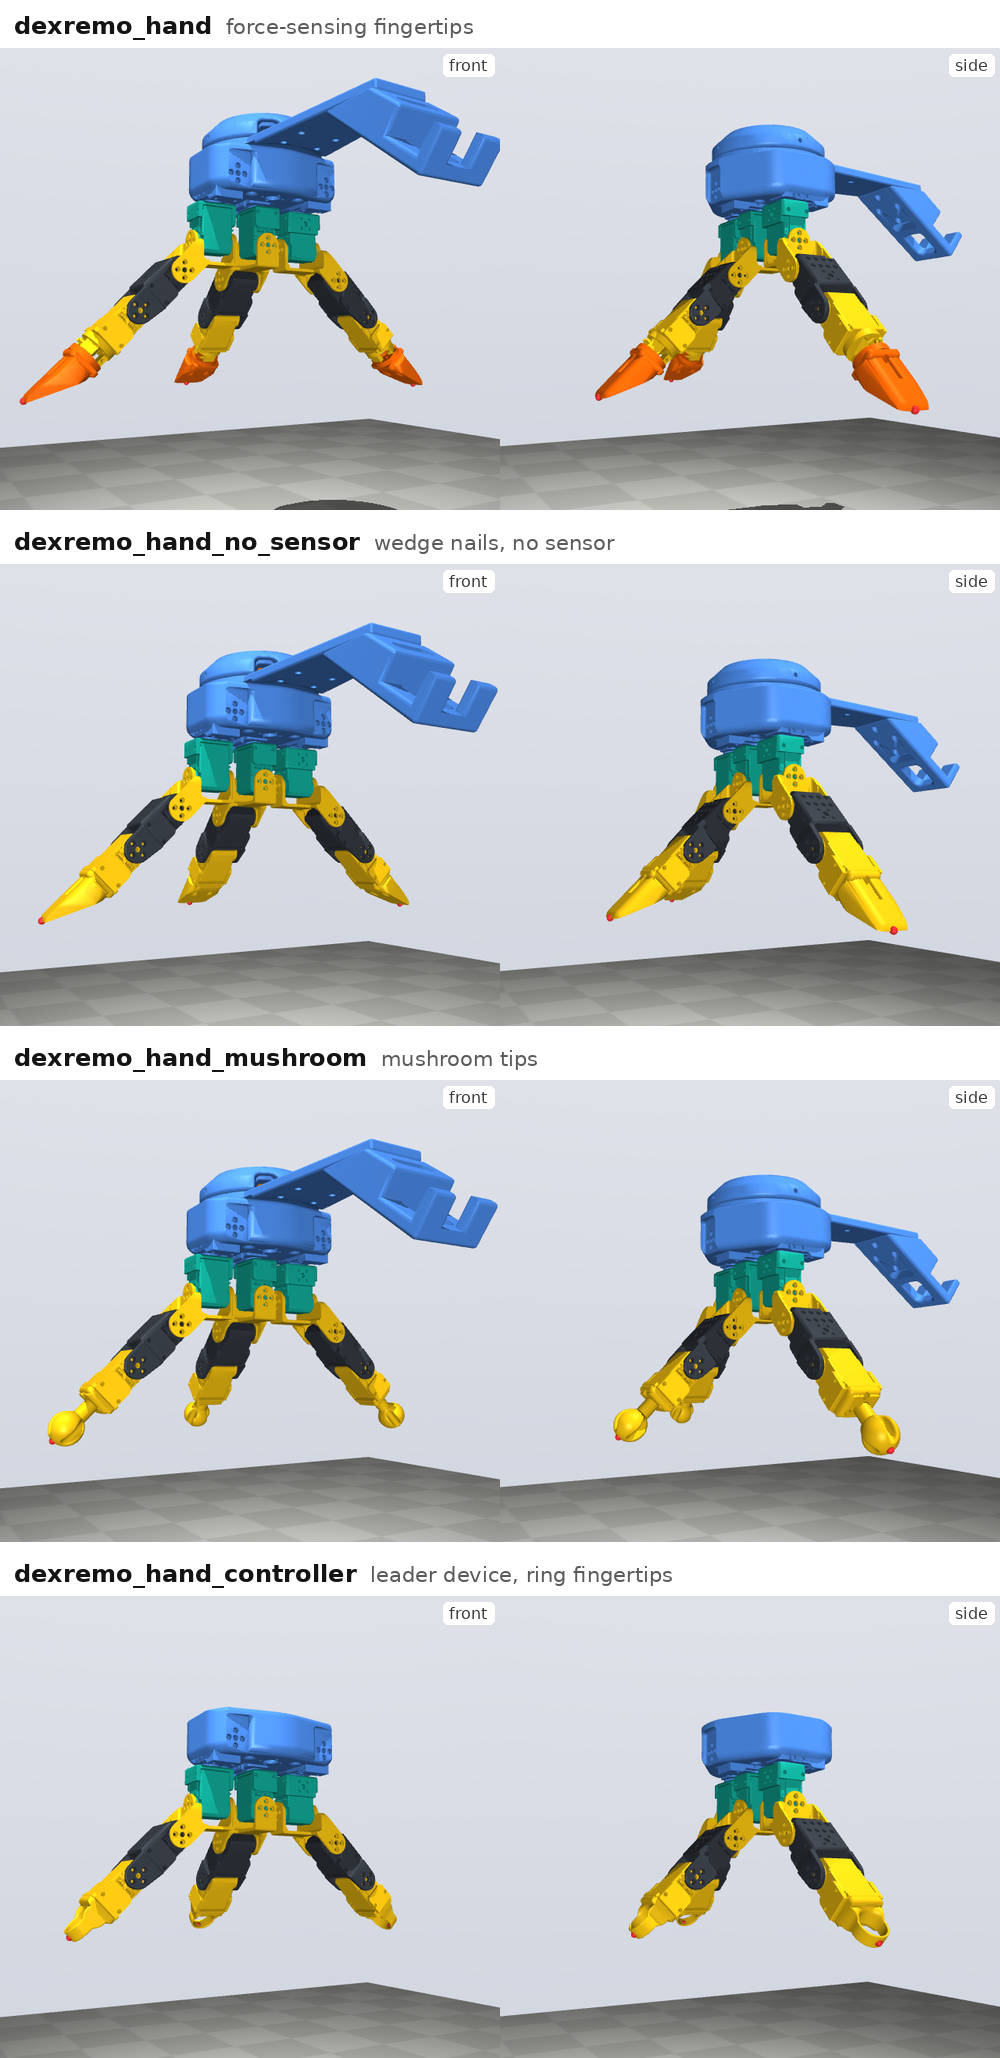 dexremo_hand force-sensing fingertips
front side
dexremo_hand_no_sensor wedge nails, no sensor
front side
dexremo_hand_mushroom mushroom tips
front side
dexremo_hand_controller leader device, ring fingertips
front side